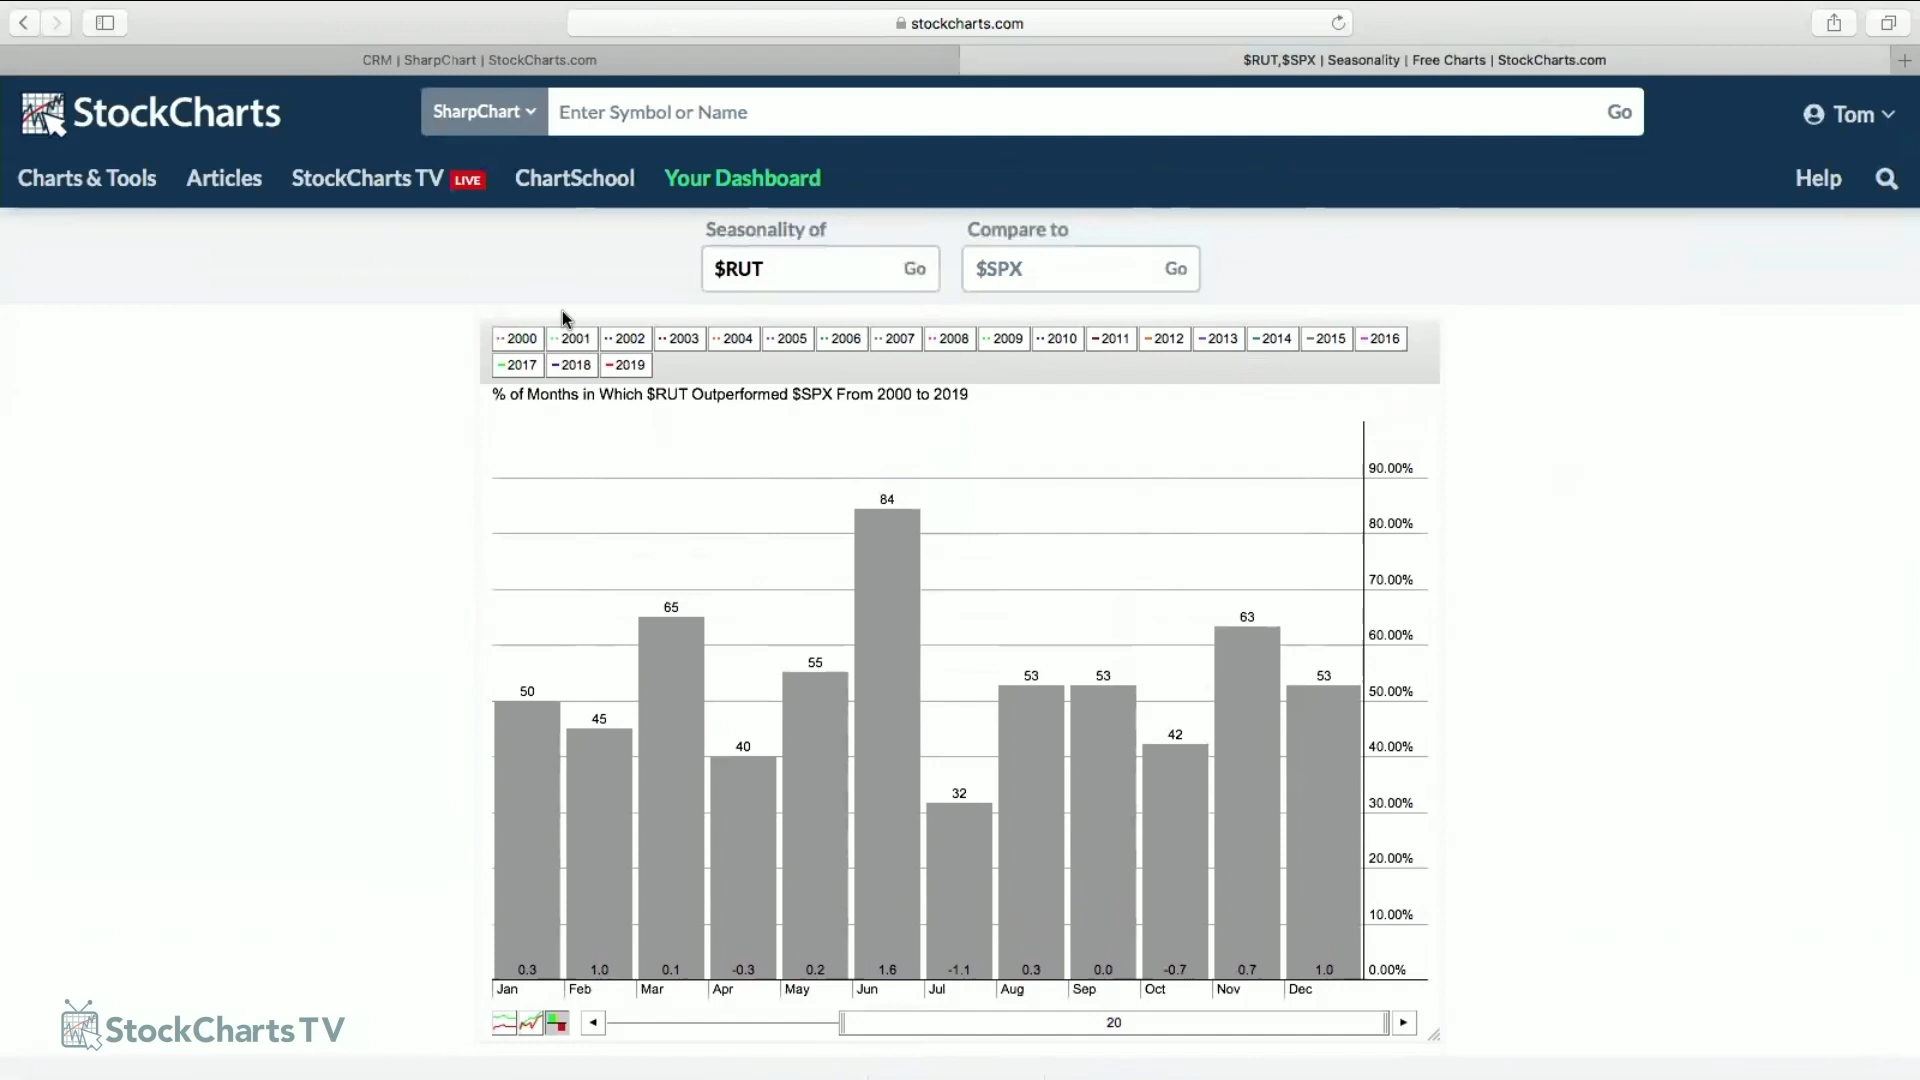 stockcharts.com
CRM | SharpChart | StockCharts.com
$RUT,$SPX | Seasonality | Free Charts | StockCharts.com
StockCharts
SharpChart
Enter Symbol or Name
Go
Tom
Charts & Tools Articles StockCharts TV LIVE ChartSchool Your Dashboard
Help
Seasonality of
Compare to
$RUT Go
$SPX Go
2000 2001 2002 2003 2004 2005 2006 2007 2008 2009 2010 2011 2012 2013 2014 2015 2016
2017 2018 2019
% of Months in Which $RUT Outperformed $SPX From 2000 to 2019
90.00%
84
80.00%
70.00%
65
63
60.00%
55
53 53 53
50
50.00%
45
42
40
40.00%
32
30.00%
20.00%
10.00%
0.3 1.0 0.1 -0.3 0.2 1.6 -1.1 0.3 0.0 -0.7 0.7 1.0 0.00%
Jan Feb Mar Apr May Jun Jul Aug Sep Oct Nov Dec
20
StockCharts TV